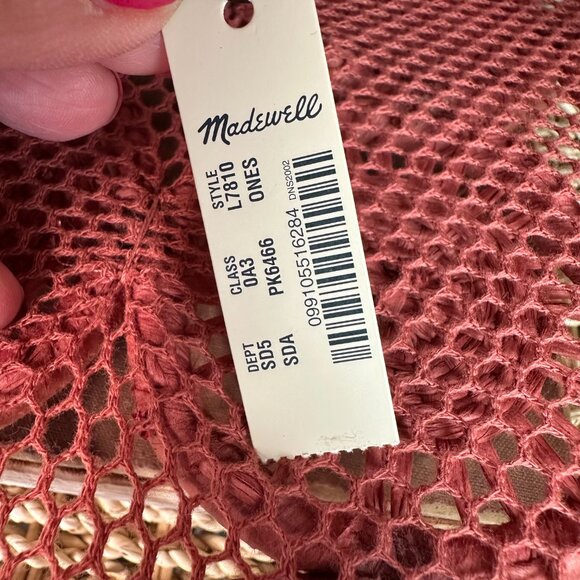 Madewell
STYLE CLASS DEPT
L7810 0A3 SD5
ONES PK6466 SDA
DNS2002
099105516284